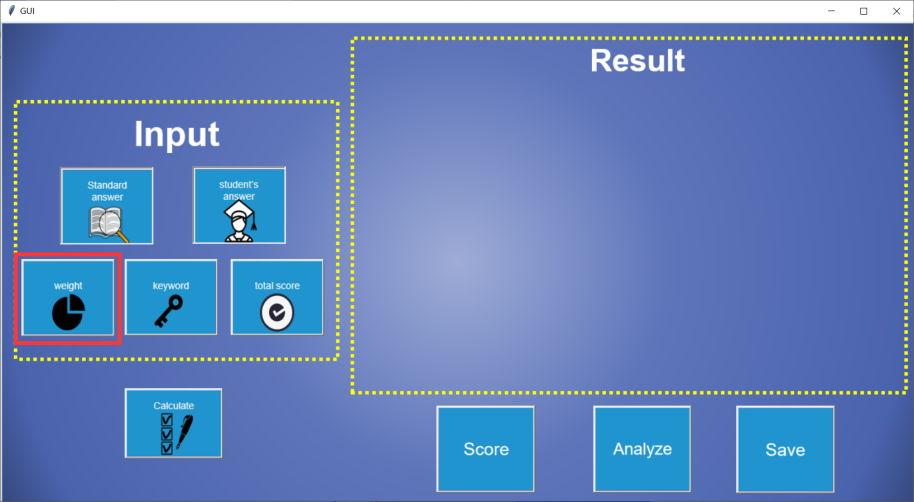 GUI
Result
Input
Standard
answer
student's
answer
weight
keyword
total score
Calculate
Score
Analyze
Save